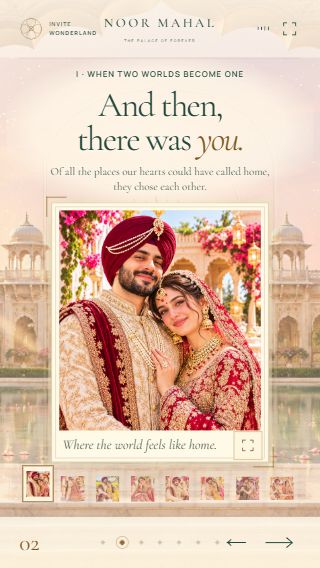 INVITE
WONDERLAND
NOOR MAHAL
THE PALACE OF FOREVER
I · WHEN TWO WORLDS BECOME ONE
And then,
there was you.
Of all the places our hearts could have called home,
they chose each other.
Where the world feels like home.
02